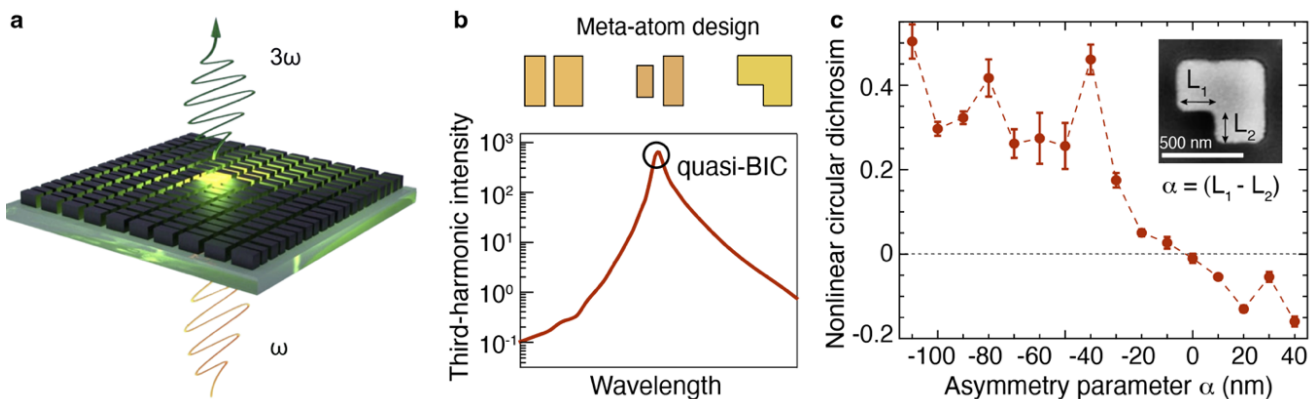 a
3ω
ω
b
Meta-atom design
Third-harmonic intensity
10³
10²
10¹
10⁰
10⁻¹
quasi-BIC
Wavelength
c
Nonlinear circular dichrosim
0.4
0.2
0
-0.2
L₁
L₂
500 nm
α = (L₁ - L₂)
-100 -80 -60 -40 -20 0 20 40
Asymmetry parameter α (nm)